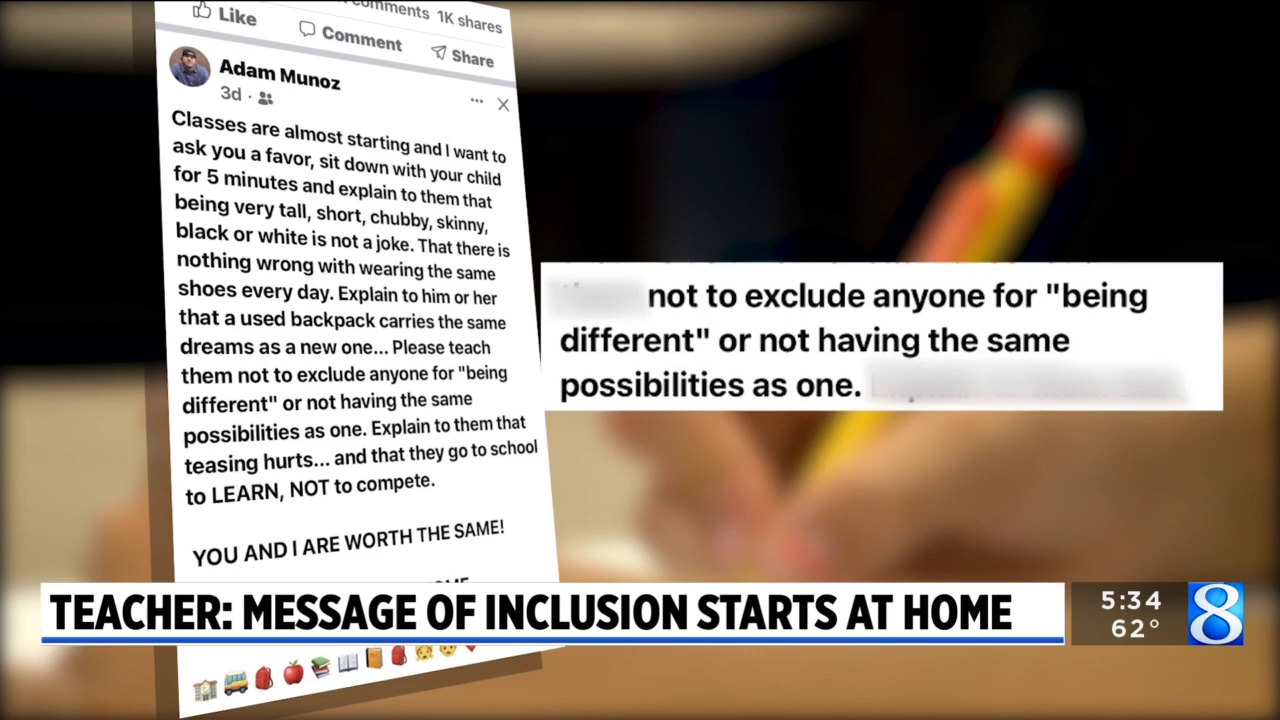 comments 1K shares
Like Comment Share
Adam Munoz
3d
Classes are almost starting and I want to
ask you a favor, sit down with your child
for 5 minutes and explain to them that
being very tall, short, chubby, skinny,
black or white is not a joke. That there is
nothing wrong with wearing the same
shoes every day. Explain to him or her
that a used backpack carries the same
dreams as a new one... Please teach
them not to exclude anyone for "being
different" or not having the same
possibilities as one. Explain to them that
teasing hurts... and that they go to school
to LEARN, NOT to compete.
YOU AND I ARE WORTH THE SAME!
not to exclude anyone for "being
different" or not having the same
possibilities as one.
TEACHER: MESSAGE OF INCLUSION STARTS AT HOME
5:34
62°
8